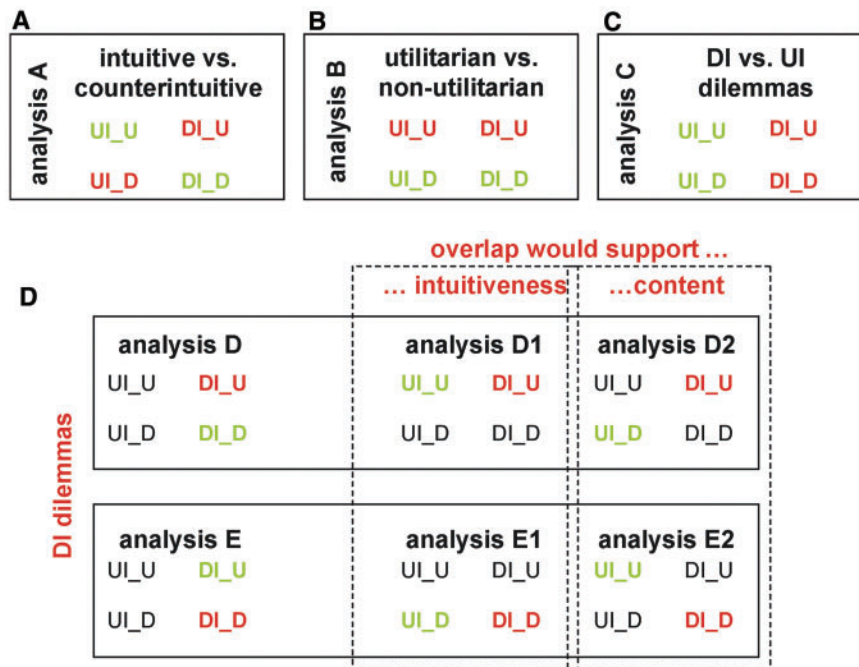 A
analysis A
intuitive vs.
counterintuitive
UI_U DI_U
UI_D DI_D
B
analysis B
utilitarian vs.
non-utilitarian
UI_U DI_U
UI_D DI_D
C
analysis C
DI vs. UI
dilemmas
UI_U DI_U
UI_D DI_D
overlap would support ...
... intuitiveness ...content
D
DI dilemmas
analysis D analysis D1 analysis D2
UI_U DI_U UI_U DI_U UI_U DI_U
UI_D DI_D UI_D DI_D UI_D DI_D
analysis E analysis E1 analysis E2
UI_U DI_U UI_U DI_U UI_U DI_U
UI_D DI_D UI_D DI_D UI_D DI_D